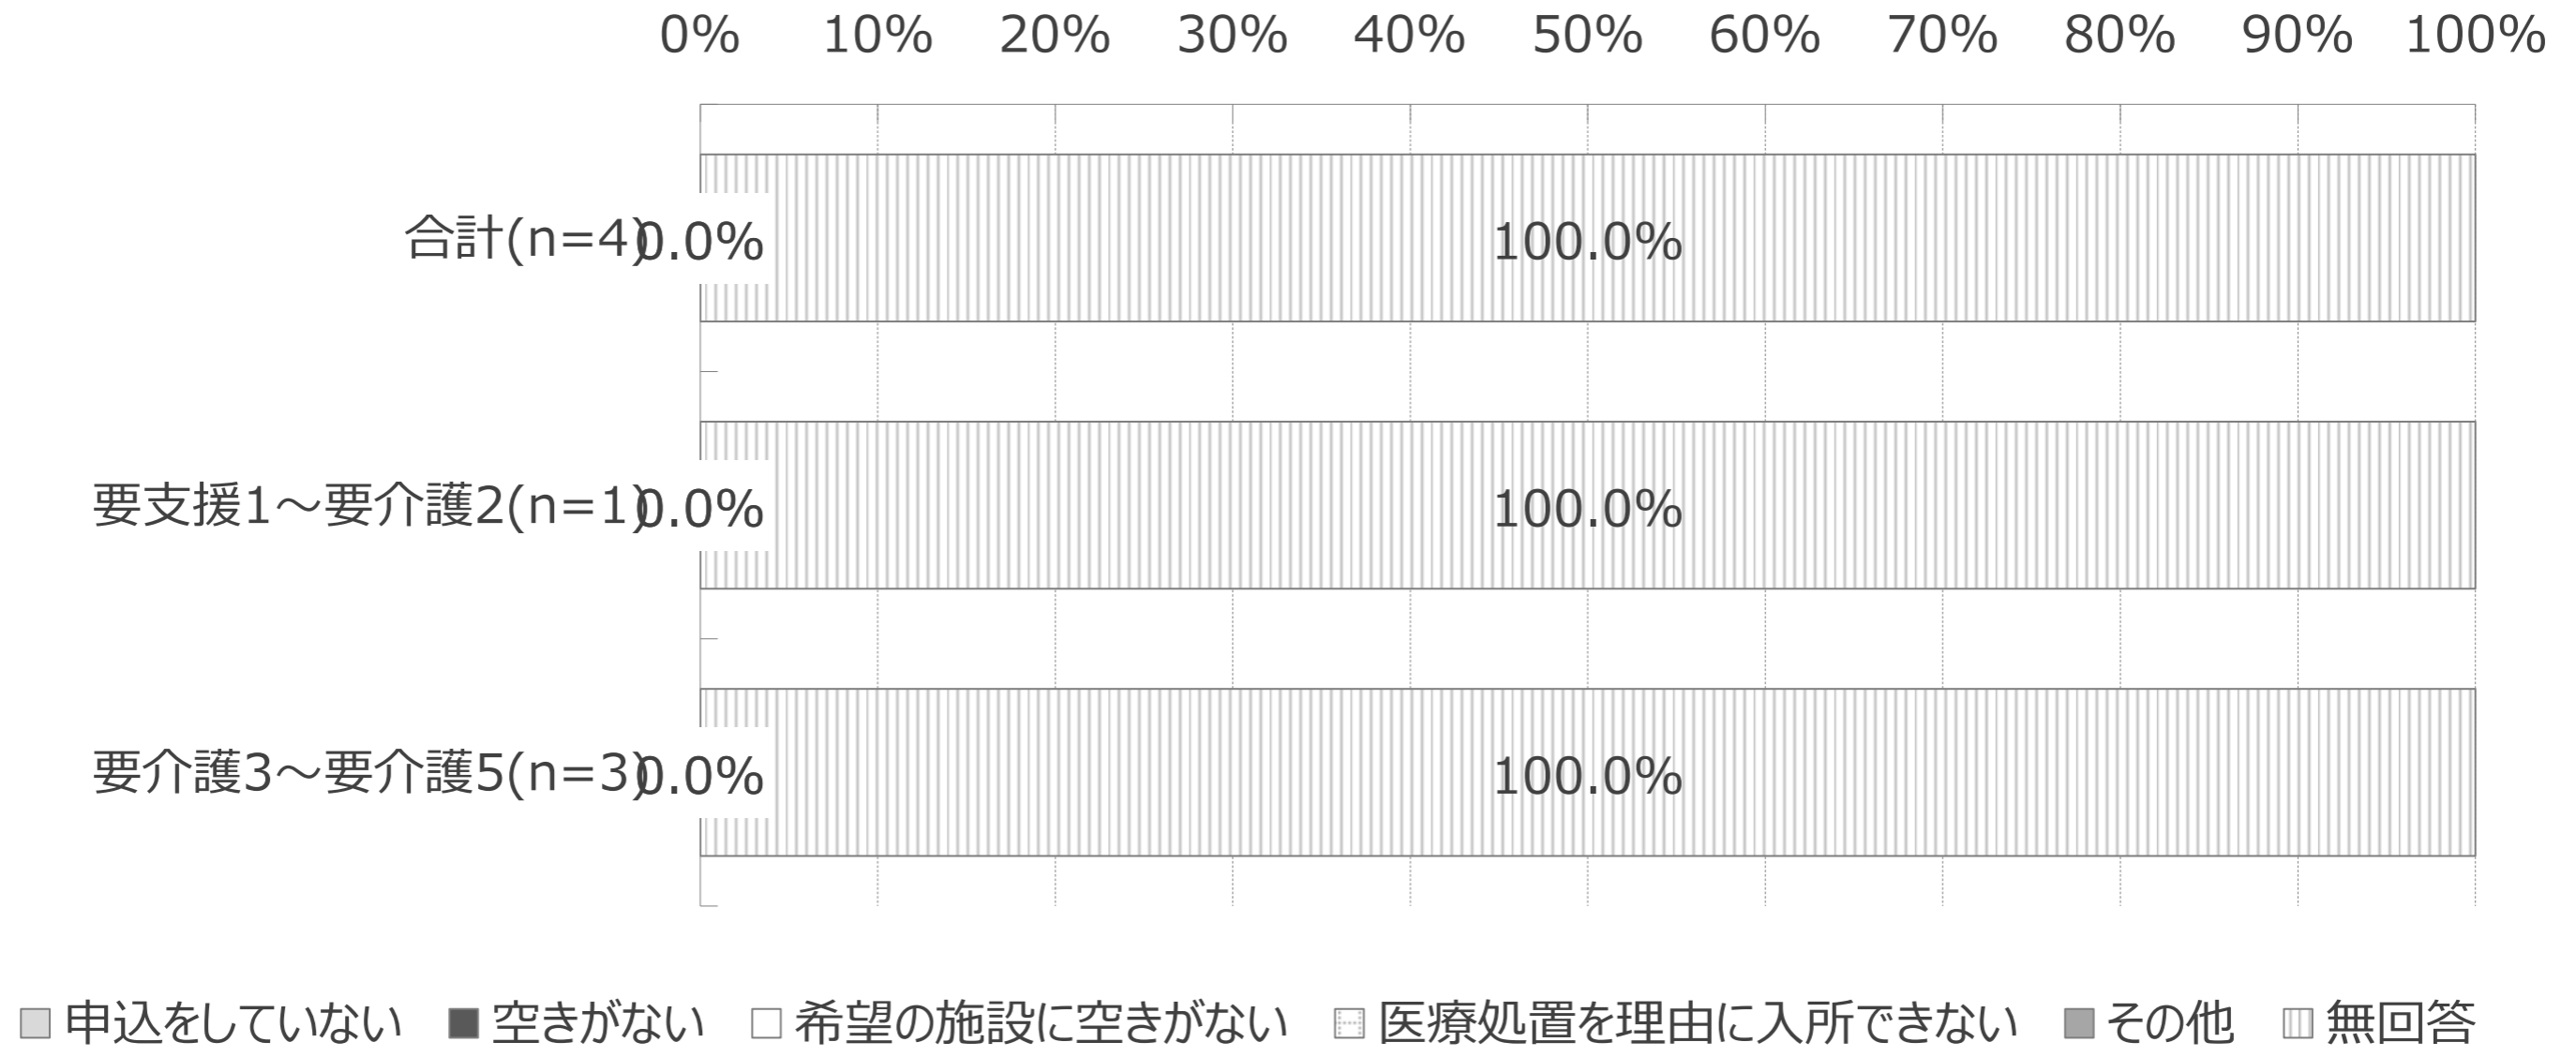 0% 10% 20% 30% 40% 50% 60% 70% 80% 90% 100%
合計(n=4) 0.0% 100.0%
要支援1～要介護2(n=1) 0.0% 100.0%
要介護3～要介護5(n=3) 0.0% 100.0%
申込をしていない 空きがない 希望の施設に空きがない 医療処置を理由に入所できない その他 無回答